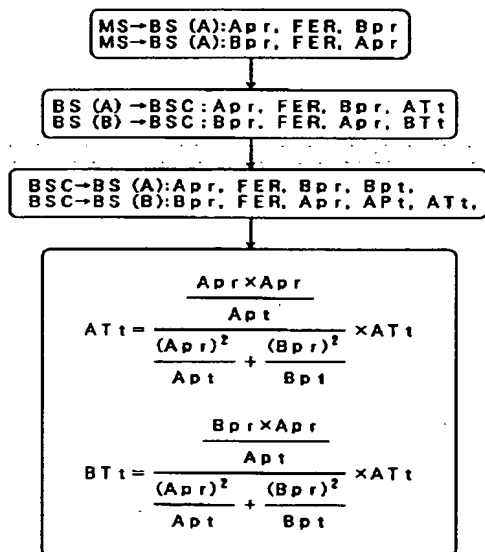 MS→BS (A):Apr, FER, Bpr
MS→BS (A):Bpr, FER, Apr
BS (A) →BSC:Apr, FER, Bpr, ATt
BS (B) →BSC:Bpr, FER, Apr, BTt
BSC→BS (A):Apr, FER, Bpr, Bpt,
BSC→BS (B):Bpr, FER, Apr, APt, ATt,
Apr×Apr
Apt
ATt= ×ATt
(Apr)² + (Bpr)²
Apt Bpt
Bpr×Apr
Apt
BTt= ×ATt
(Apr)² + (Bpr)²
Apt Bpt